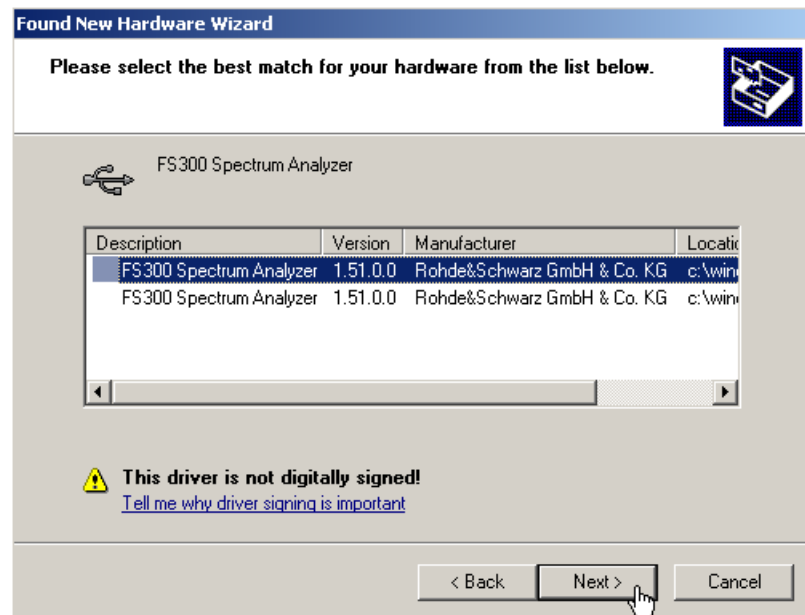 Found New Hardware Wizard
Please select the best match for your hardware from the list below.
FS300 Spectrum Analyzer
Description Version Manufacturer Locatic
FS300 Spectrum Analyzer 1.51.0.0 Rohde&Schwarz GmbH & Co. KG c:\win
FS300 Spectrum Analyzer 1.51.0.0 Rohde&Schwarz GmbH & Co. KG c:\win
This driver is not digitally signed!
Tell me why driver signing is important
< Back Next > Cancel